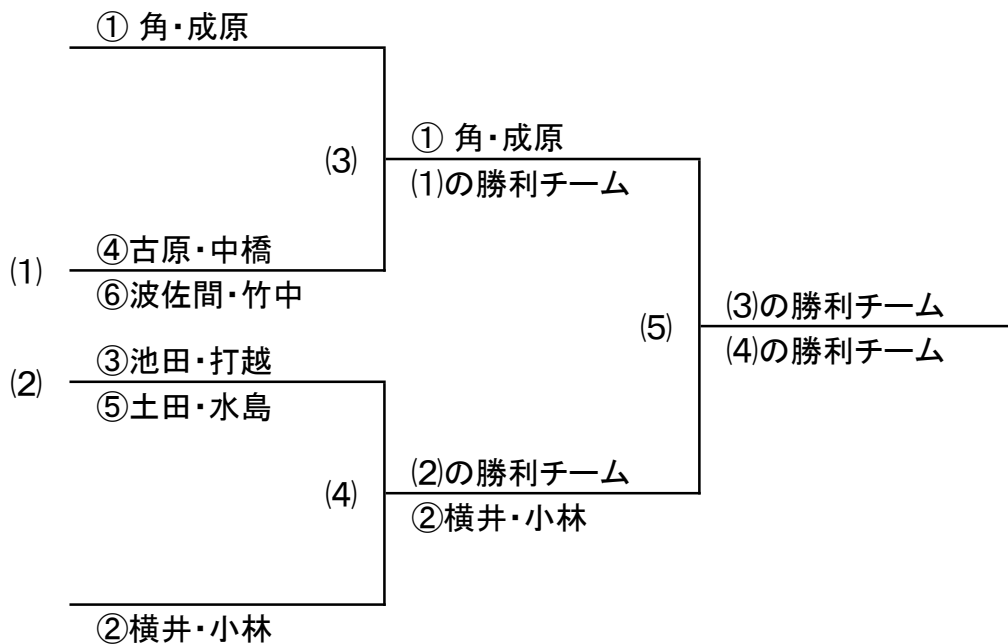 ① 角・成原
(3)
① 角・成原
(1)の勝利チーム
(1)
④古原・中橋
⑥波佐間・竹中
(5)
(3)の勝利チーム
(4)の勝利チーム
(2)
③池田・打越
⑤土田・水島
(4)
(2)の勝利チーム
②横井・小林
②横井・小林